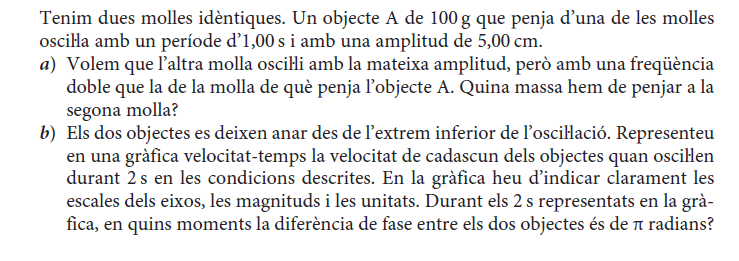 Tenim dues molles idèntiques. Un objecte A de 100 g que penja d’una de les molles
oscil·la amb un període d’1,00 s i amb una amplitud de 5,00 cm.
a) Volem que l’altra molla oscil·li amb la mateixa amplitud, però amb una freqüència
doble que la de la molla de què penja l’objecte A. Quina massa hem de penjar a la
segona molla?
b) Els dos objectes es deixen anar des de l’extrem inferior de l’oscil·lació. Representeu
en una gràfica velocitat-temps la velocitat de cadascun dels objectes quan oscil·len
durant 2 s en les condicions descrites. En la gràfica heu d’indicar clarament les
escales dels eixos, les magnituds i les unitats. Durant els 2 s representats en la grà-
fica, en quins moments la diferència de fase entre els dos objectes és de π radians?